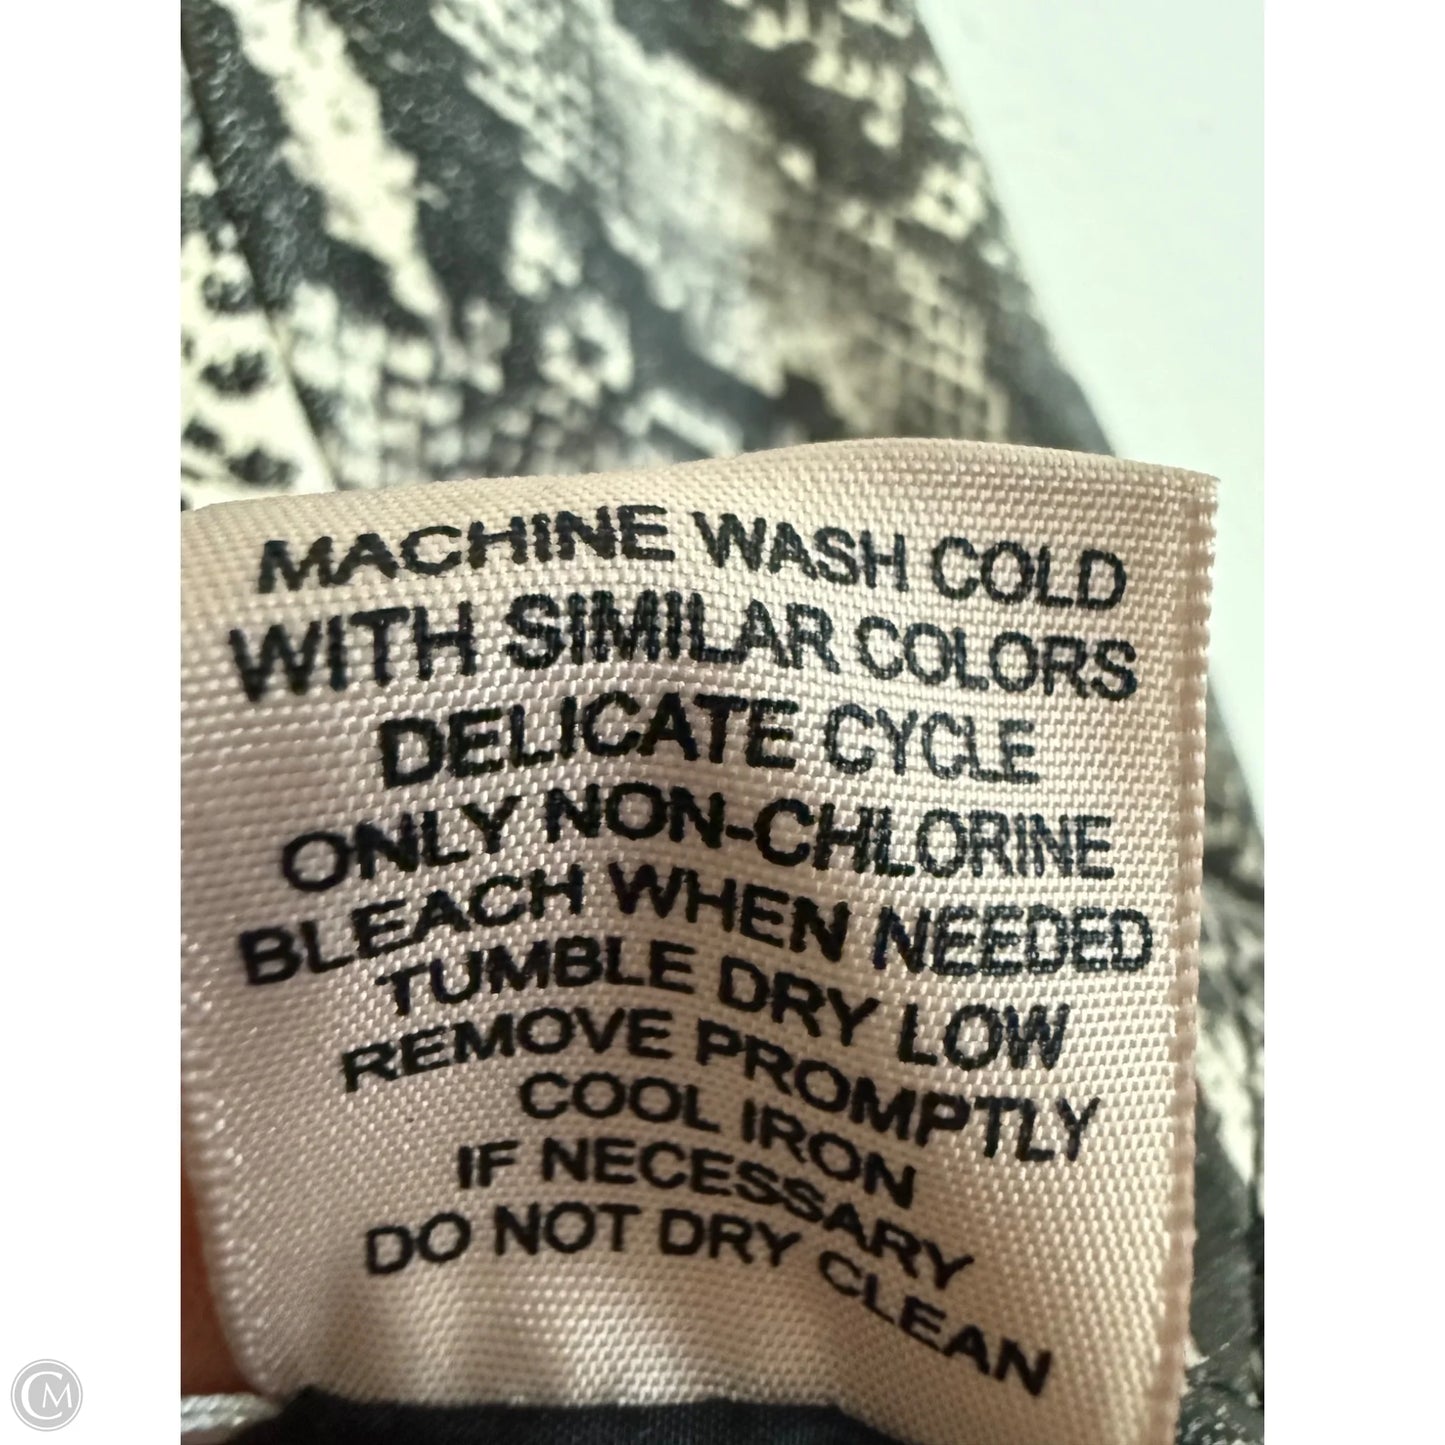 MACHINE WASH COLD
WITH SIMILAR COLORS
DELICATE CYCLE
ONLY NON-CHLORINE
BLEACH WHEN NEEDED
TUMBLE DRY LOW
REMOVE PROMPTLY
COOL IRON
IF NECESSARY
DO NOT DRY CLEAN
CM